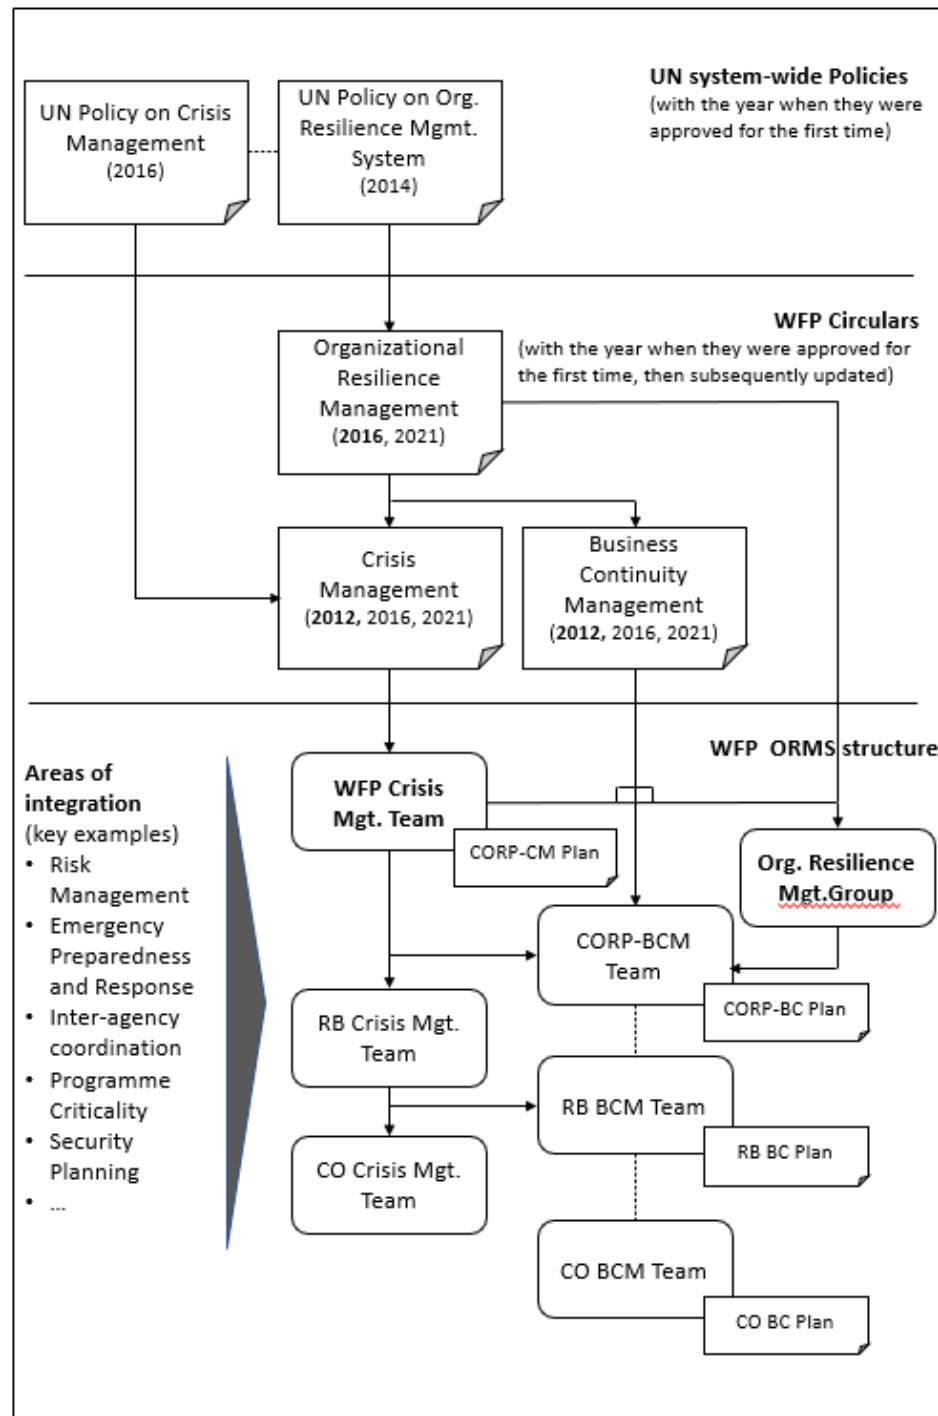 UN Policy on Crisis
Management
(2016)
UN Policy on Org.
Resilience Mgmt.
System
(2014)
UN system-wide Policies
(with the year when they were
approved for the first time)
WFP Circulars
(with the year when they were approved for
the first time, then subsequently updated)
Organizational
Resilience
Management
(2016, 2021)
Crisis
Management
(2012, 2016, 2021)
Business
Continuity
Management
(2012, 2016, 2021)
WFP ORMS structure
Areas of
integration
(key examples)
• Risk
Management
• Emergency
Preparedness
and Response
• Inter-agency
coordination
• Programme
Criticality
• Security
Planning
• ...
WFP Crisis
Mgt. Team
CORP-CM Plan
Org. Resilience
Mgt.Group
CORP-BCM
Team
CORP-BC Plan
RB Crisis Mgt.
Team
RB BCM Team
RB BC Plan
CO Crisis Mgt.
Team
CO BCM Team
CO BC Plan